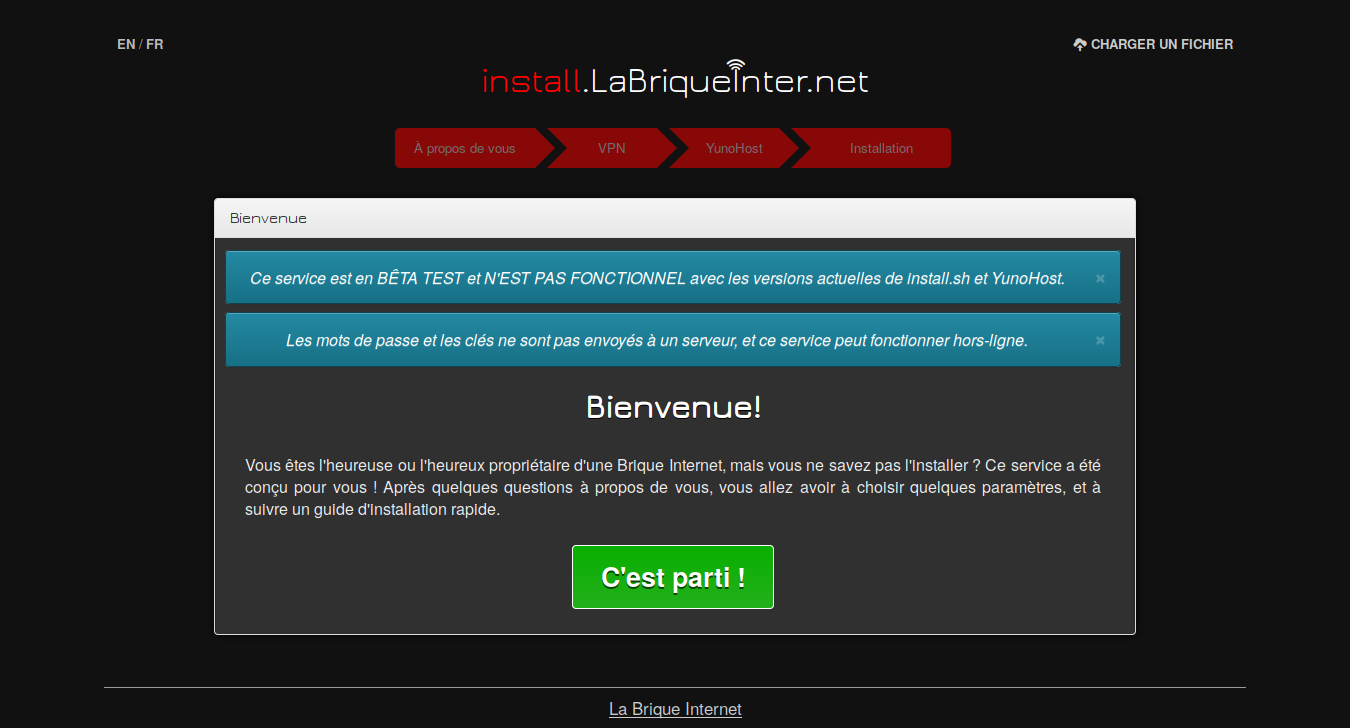 EN / FR
CHARGER UN FICHIER
install.LaBriqueInter.net
À propos de vous
VPN
YunoHost
Installation
Bienvenue
Ce service est en BÊTA TEST et N'EST PAS FONCTIONNEL avec les versions actuelles de install.sh et YunoHost.
Les mots de passe et les clés ne sont pas envoyés à un serveur, et ce service peut fonctionner hors-ligne.
Bienvenue!
Vous êtes l'heureuse ou l'heureux propriétaire d'une Brique Internet, mais vous ne savez pas l'installer ? Ce service a été
conçu pour vous ! Après quelques questions à propos de vous, vous allez avoir à choisir quelques paramètres, et à
suivre un guide d'installation rapide.
C'est parti !
La Brique Internet